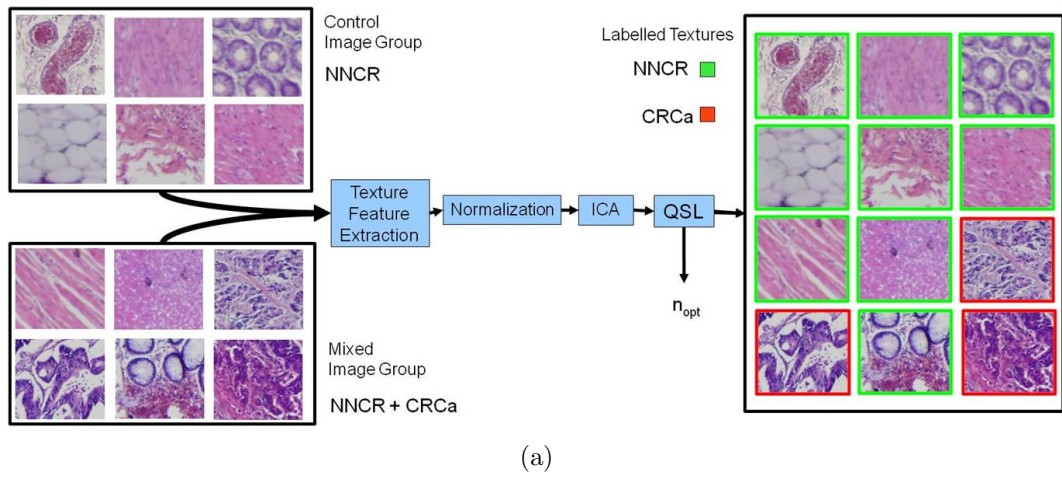 Control
Image Group
NNCR
Labelled Textures
NNCR
CRCa
Texture
Feature
Extraction
Normalization
ICA
QSL
n_opt
Mixed
Image Group
NNCR + CRCa
(a)